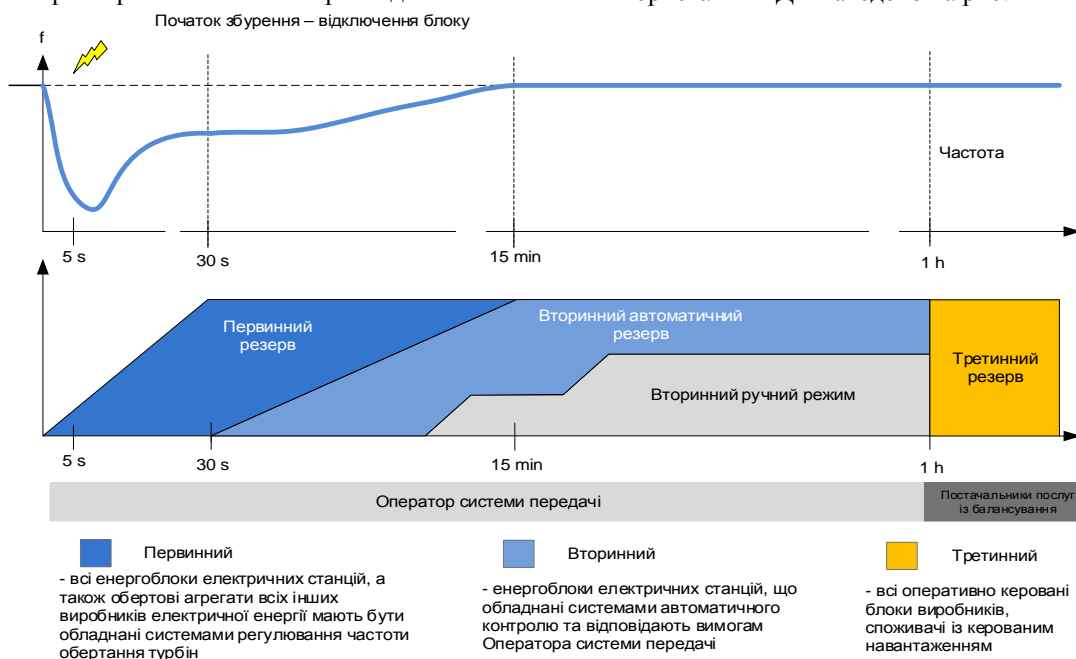 Початок збурення – відключення блоку
f
Частота
5 s
30 s
15 min
1 h
Первинний
резерв
Вторинний автоматичний
резерв
Вторинний ручний режим
Третинний
резерв
5 s
30 s
15 min
1 h
Оператор системи передачі
Постачальники послуг
із балансування
Первинний
- всі енергоблоки електричних станцій, а
також обертові агрегати всіх інших
виробників електричної енергії мають бути
обладнані системами регулювання частоти
обертання турбін
Вторинний
- енергоблоки електричних станцій, що
обладнані системами автоматичного
контролю та відповідають вимогам
Оператора системи передачі
Третинний
- всі оперативно керовані
блоки виробників,
споживачі із керованим
навантаженням